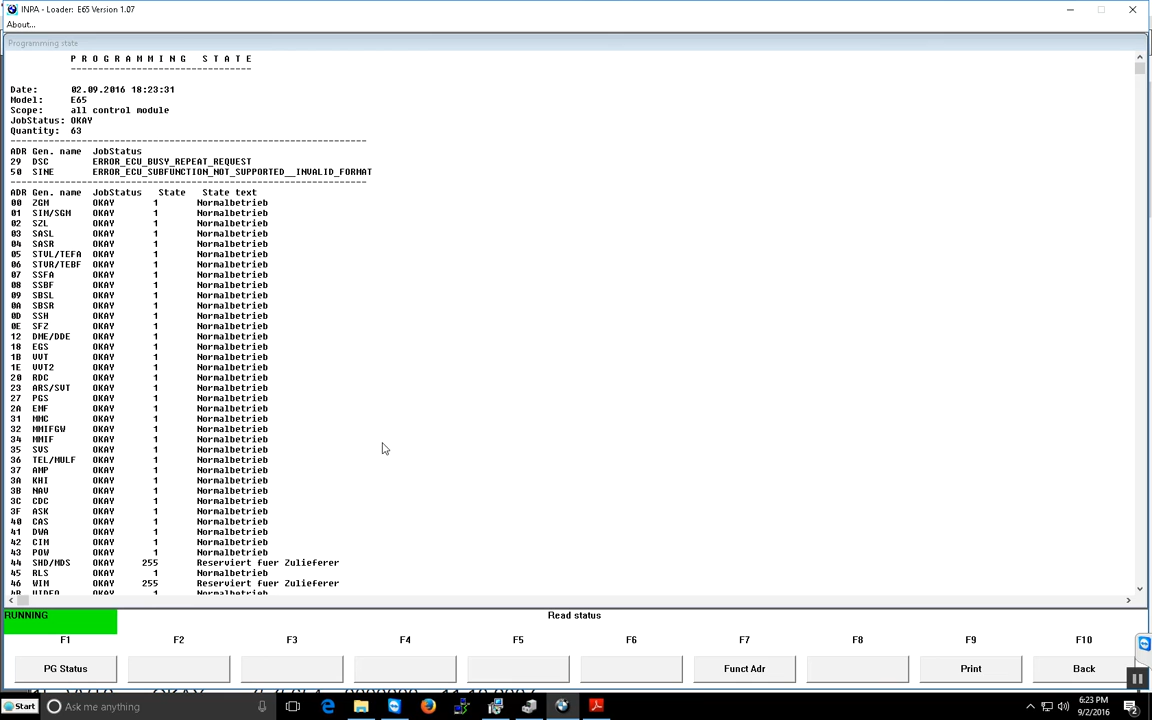 INPA - Loader: E65 Version 1.07
About...
Programming state
P R O G R A M M I N G   S T A T E
-----------------------------------
Date: 02.09.2016 18:23:31
Model: E65
Scope: all control module
JobStatus: OKAY
Quantity: 63
ADR Gen. name JobStatus
29 DSC ERROR_ECU_BUSY_REPEAT_REQUEST
50 SINE ERROR_ECU_SUBFUNCTION_NOT_SUPPORTED__INVALID_FORMAT
ADR Gen. name JobStatus State State text
00 ZGM OKAY 1 Normalbetrieb
01 SIM/SGM OKAY 1 Normalbetrieb
02 SZL OKAY 1 Normalbetrieb
03 SASL OKAY 1 Normalbetrieb
04 SASR OKAY 1 Normalbetrieb
05 STVL/TEFA OKAY 1 Normalbetrieb
06 STVR/TEBF OKAY 1 Normalbetrieb
07 SSFA OKAY 1 Normalbetrieb
08 SSBF OKAY 1 Normalbetrieb
09 SBSL OKAY 1 Normalbetrieb
0A SBSR OKAY 1 Normalbetrieb
0D SSH OKAY 1 Normalbetrieb
0E SFZ OKAY 1 Normalbetrieb
12 DME/DDE OKAY 1 Normalbetrieb
18 EGS OKAY 1 Normalbetrieb
1B VVT OKAY 1 Normalbetrieb
1E VVT2 OKAY 1 Normalbetrieb
20 RDC OKAY 1 Normalbetrieb
23 ARS/SVT OKAY 1 Normalbetrieb
27 PGS OKAY 1 Normalbetrieb
2A EMF OKAY 1 Normalbetrieb
31 MMC OKAY 1 Normalbetrieb
32 MMIFGW OKAY 1 Normalbetrieb
34 MMIF OKAY 1 Normalbetrieb
35 SVS OKAY 1 Normalbetrieb
36 TEL/MULF OKAY 1 Normalbetrieb
37 AMP OKAY 1 Normalbetrieb
3A KHI OKAY 1 Normalbetrieb
3B NAV OKAY 1 Normalbetrieb
3C CDC OKAY 1 Normalbetrieb
3F ASK OKAY 1 Normalbetrieb
40 CAS OKAY 1 Normalbetrieb
41 DWA OKAY 1 Normalbetrieb
42 CIM OKAY 1 Normalbetrieb
43 POW OKAY 1 Normalbetrieb
44 SHD/MDS OKAY 255 Reserviert fuer Zulieferer
45 RLS OKAY 1 Normalbetrieb
46 WIM OKAY 255 Reserviert fuer Zulieferer
4B VIDEO OKAY 1 Normalbetrieb
RUNNING Read status
F1 F2 F3 F4 F5 F6 F7 F8 F9 F10
PG Status Funct Adr Print Back
Start Ask me anything 6:23 PM
9/2/2016 2